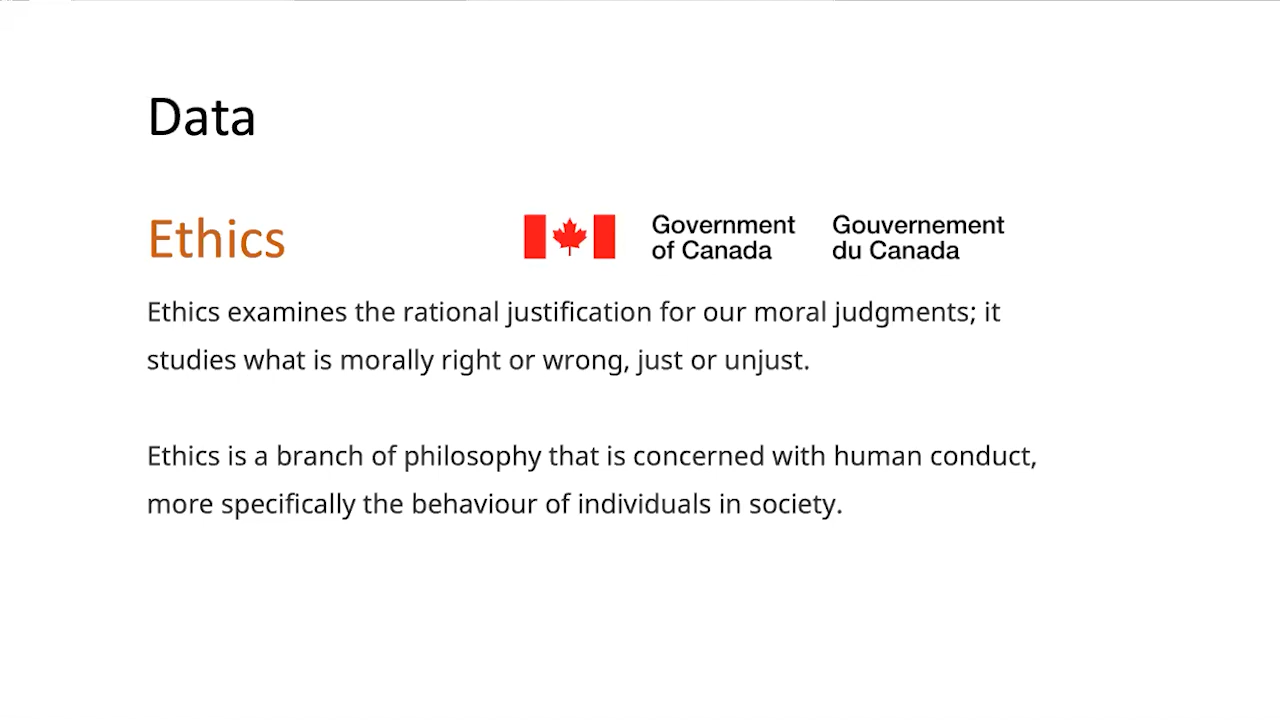 Data
Ethics
Government Gouvernement
of Canada du Canada
Ethics examines the rational justification for our moral judgments; it
studies what is morally right or wrong, just or unjust.
Ethics is a branch of philosophy that is concerned with human conduct,
more specifically the behaviour of individuals in society.